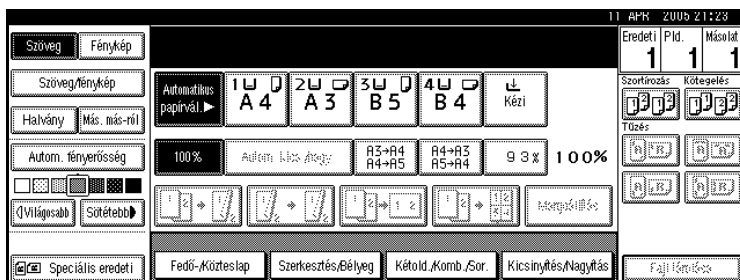 11 APR 2005 21:23
Szöveg Fénykép
Eredeti Pld. Másolat
1 1 1
Szöveg/fénykép
Szortírozás Kötegelés
Automatikus papírvál.▶
1 A4
2 A3
3 B5
4 B4
Kézi
Halvány Más. más-ról
Tűzés
Autom. fényerősség
100% Autom. kics./nagy.
A3→A4
A4→A5
A4→A3
A5→A4
93% 100%
◁Világosabb Sötétebb▶
Speciális eredeti
Fedő-/Közteslap Szerkesztés/Bélyeg Kétold./Komb./Sor. Kicsinyítés/Nagyítás